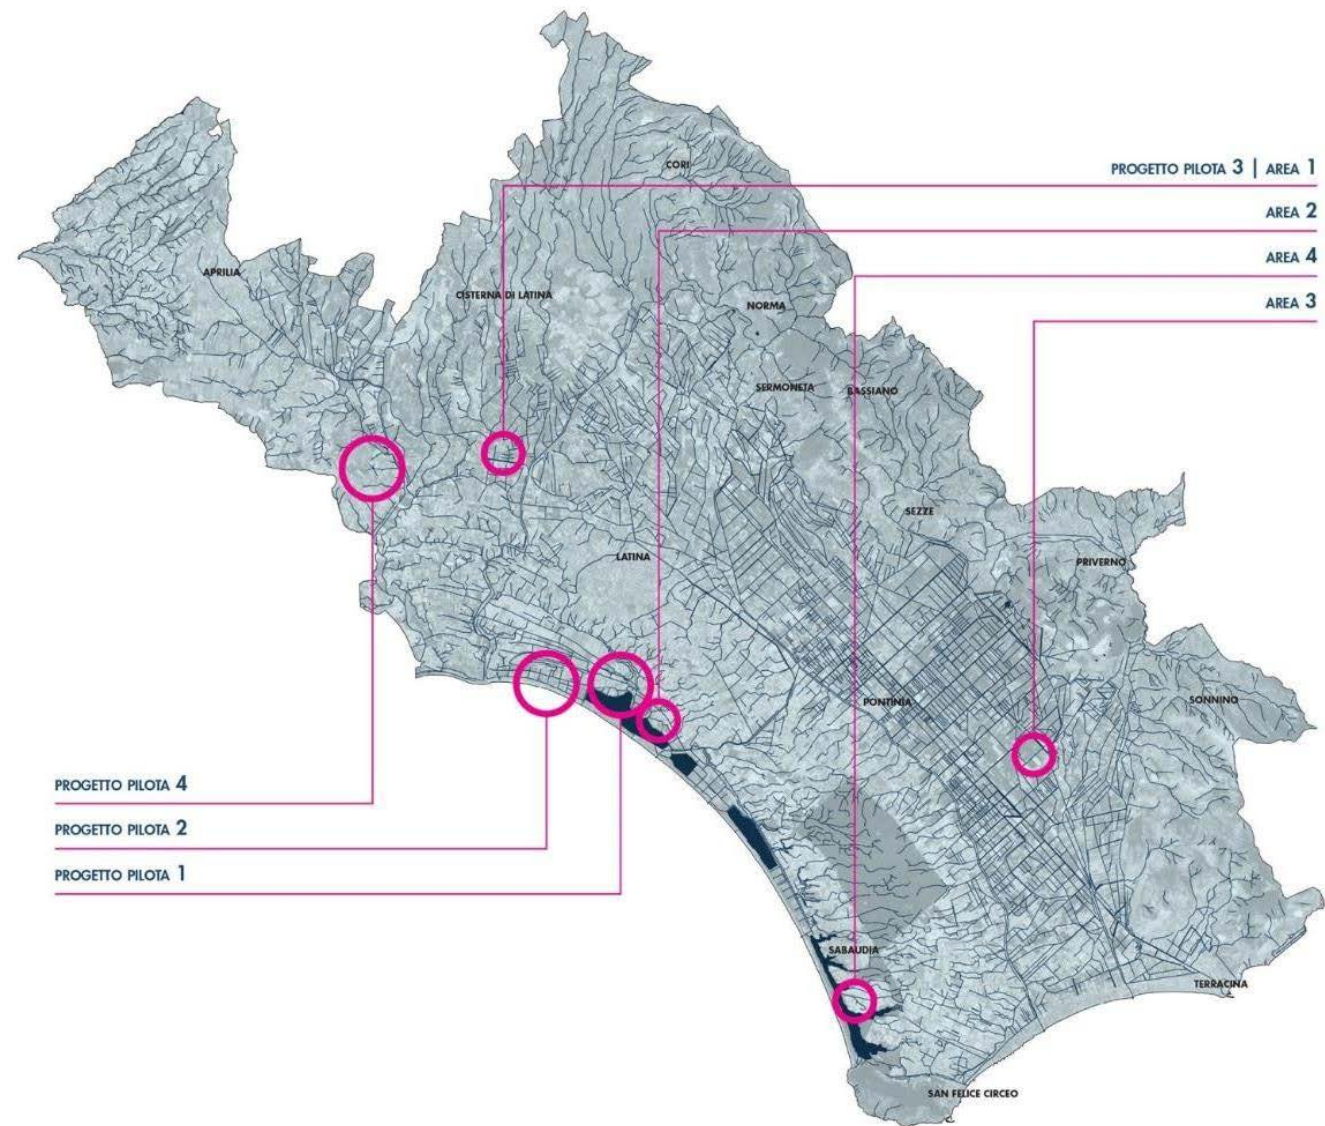 CORI
PROGETTO PILOTA 3 | AREA 1
AREA 2
AREA 4
APRILIA
CISTERNA DI LATINA
NORMA
AREA 3
SERMONETA
BASSIANO
SEZZE
LATINA
PRIVERNO
PONTINIA
SONNINO
PROGETTO PILOTA 4
PROGETTO PILOTA 2
PROGETTO PILOTA 1
SABAUDIA
TERRACINA
SAN FELICE CIRCEO